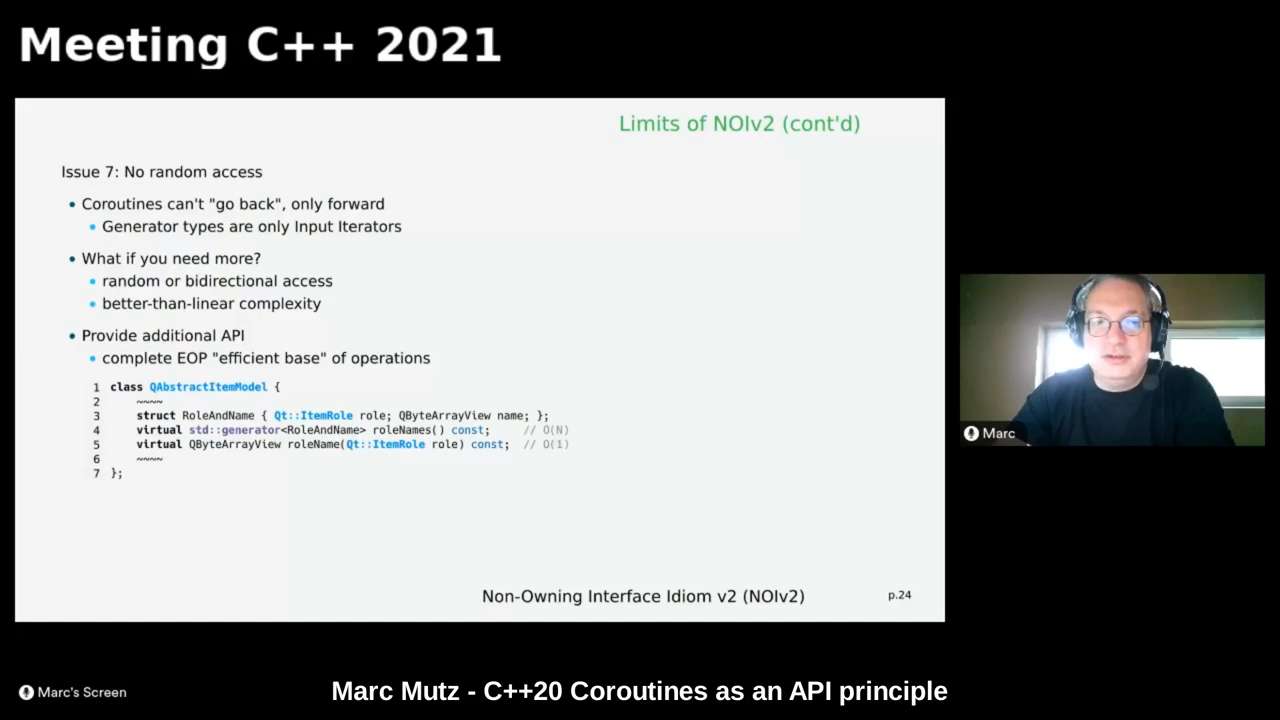 Meeting C++ 2021
Limits of NOIv2 (cont'd)
Issue 7: No random access
• Coroutines can't "go back", only forward
• Generator types are only Input Iterators
• What if you need more?
• random or bidirectional access
• better-than-linear complexity
• Provide additional API
• complete EOP "efficient base" of operations
1 class QAbstractItemModel {
2 ~~~~
3 struct RoleAndName { Qt::ItemRole role; QByteArrayView name; };
4 virtual std::generator<RoleAndName> roleNames() const; // O(N)
5 virtual QByteArrayView roleName(Qt::ItemRole role) const; // O(1)
6 ~~~~
7 };
Non-Owning Interface Idiom v2 (NOIv2)
p.24
Marc
Marc's Screen
Marc Mutz - C++20 Coroutines as an API principle